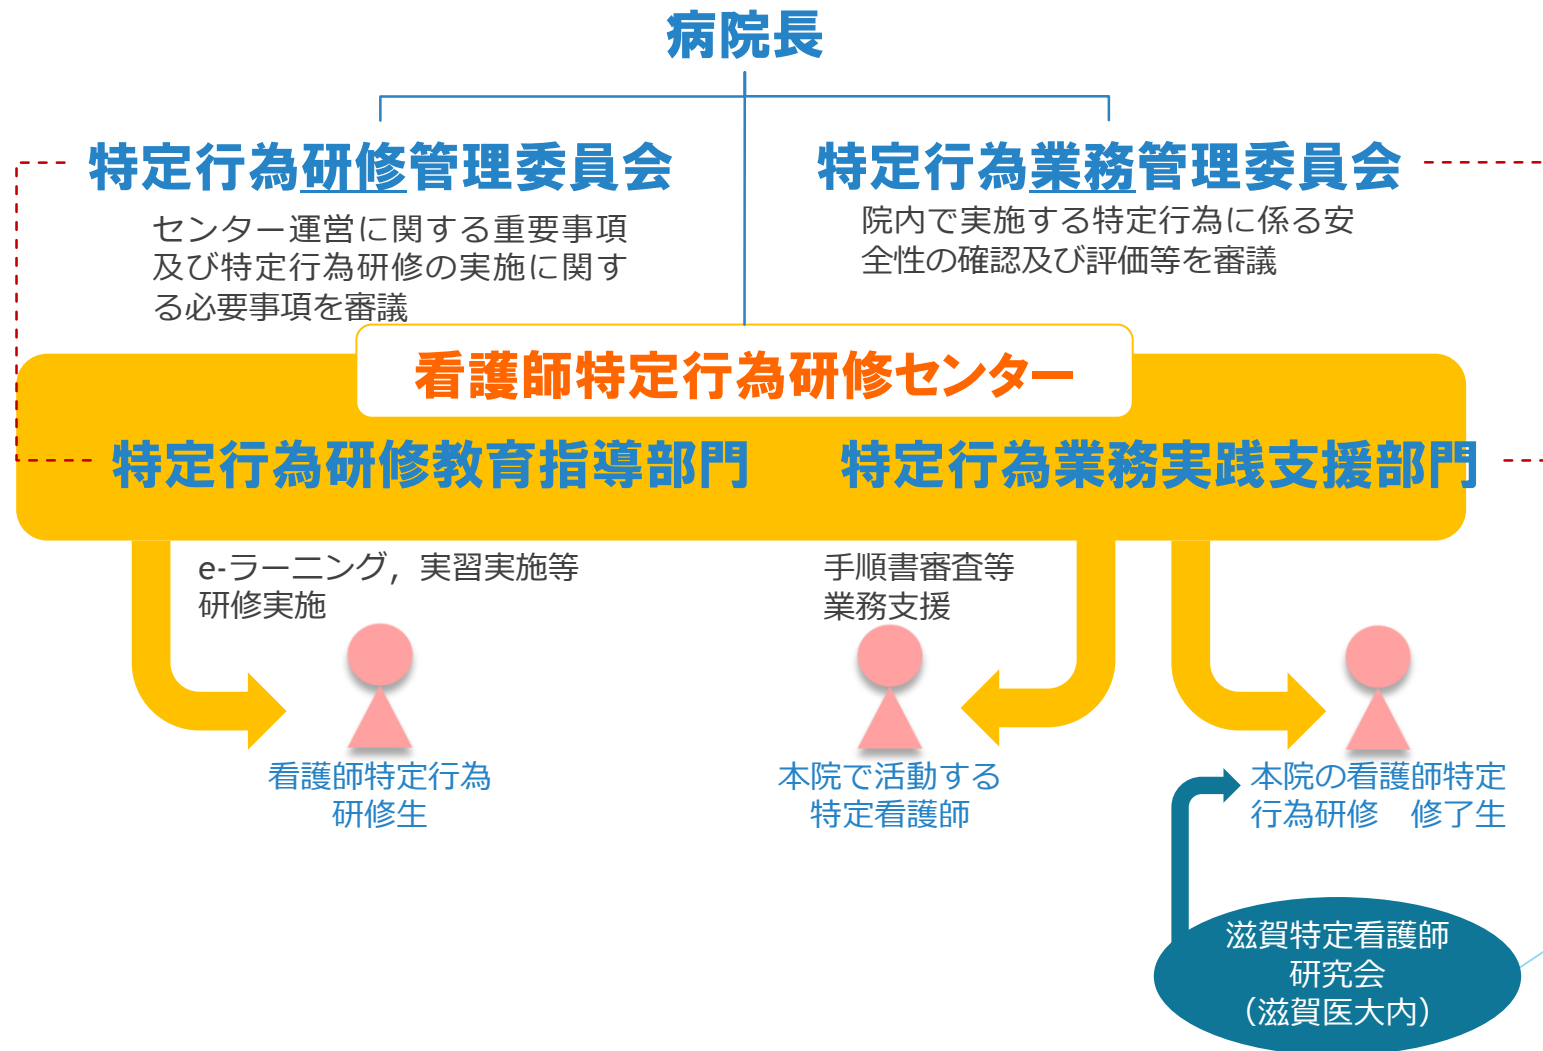 病院長
特定行為研修管理委員会
センター運営に関する重要事項
及び特定行為研修の実施に関す
る必要事項を審議
特定行為業務管理委員会
院内で実施する特定行為に係る安
全性の確認及び評価等を審議
看護師特定行為研修センター
特定行為研修教育指導部門
特定行為業務実践支援部門
e-ラーニング，実習実施等
研修実施
手順書審査等
業務支援
看護師特定行為
研修生
本院で活動する
特定看護師
本院の看護師特定
行為研修　修了生
滋賀特定看護師
研究会
（滋賀医大内）